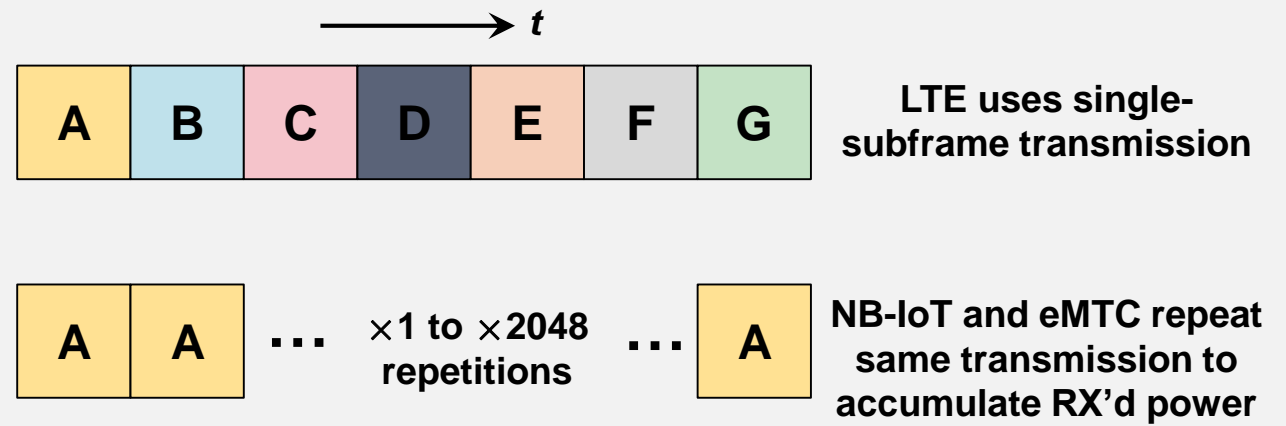 t
A B C D E F G
LTE uses single-
subframe transmission
A A ... ×1 to ×2048 ... A
repetitions
NB-IoT and eMTC repeat
same transmission to
accumulate RX’d power